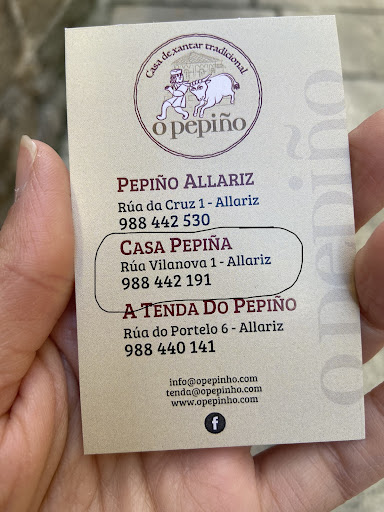 Casa de xantar tradicional
o pepiño
PEPIÑO ALLARIZ
Rúa da Cruz 1 - Allariz
988 442 530
CASA PEPIÑA
Rúa Vilanova 1 - Allariz
988 442 191
A TENDA DO PEPIÑO
Rúa do Portelo 6 - Allariz
988 440 141
info@opepinho.com
tenda@opepinho.com
www.opepinho.com
f
o pepiño